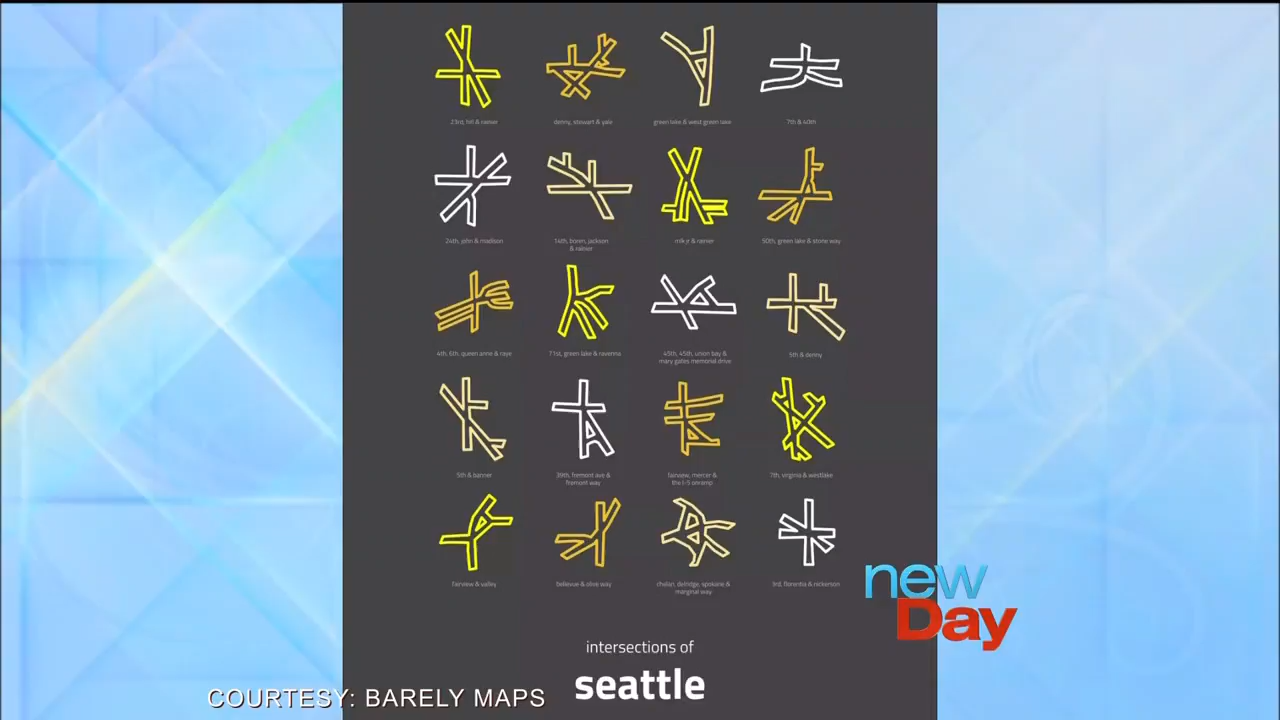 23rd, hill & rainier
denny, stewart & yale
green lake & west green lake
7th & 40th
24th, john & madison
14th, boren, jackson
& rainier
mlk jr & rainier
50th, green lake & stone way
4th, 6th, queen anne & raye
71st, green lake & ravenna
45th, 45th, union bay &
mary gates memorial drive
5th & denny
5th & banner
39th, fremont ave &
fremont way
fairview, mercer &
the i-5 onramp
7th, virginia & westlake
fairview & valley
bellevue & olive way
chelan, delridge, spokane &
marginal way
3rd, florentia & nickerson
new
Day
intersections of
seattle
COURTESY: BARELY MAPS